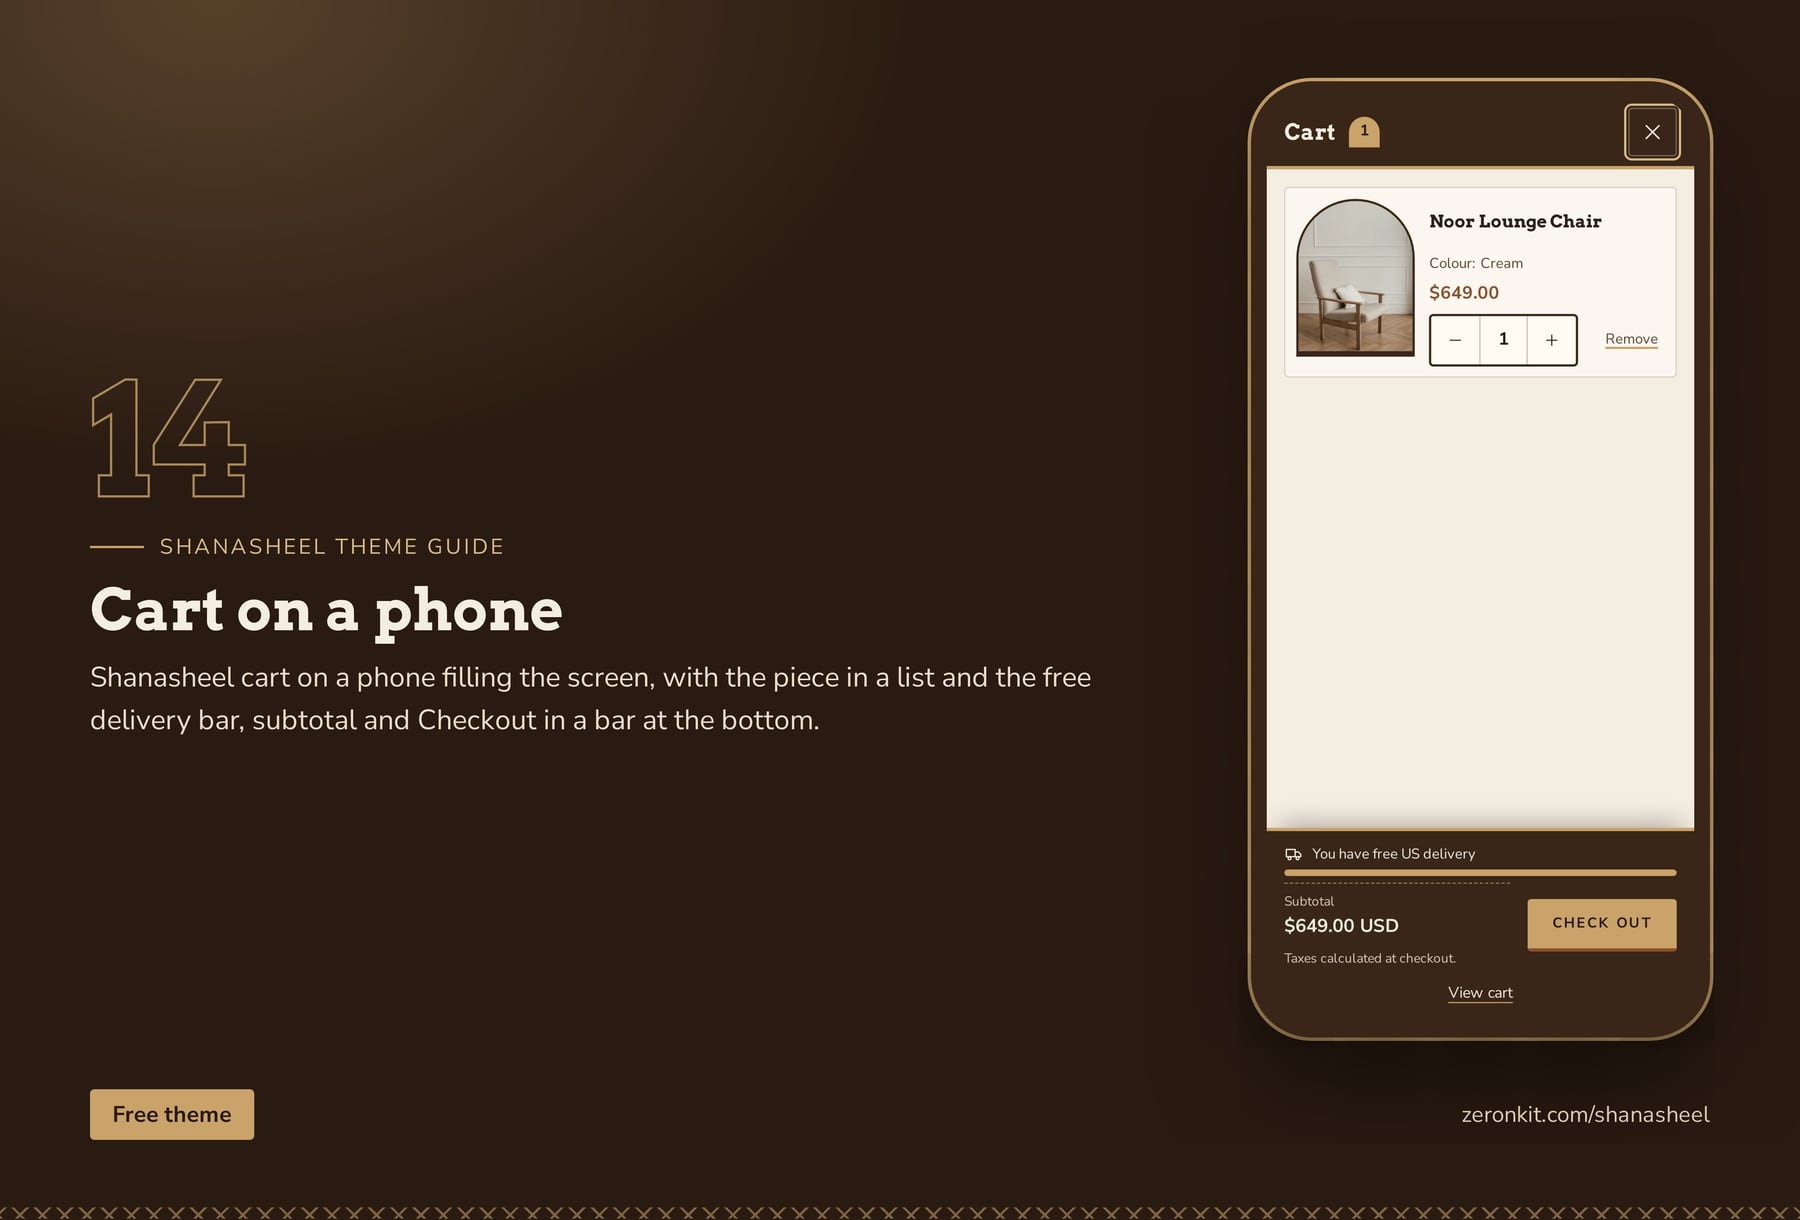 14
SHANASHEEL THEME GUIDE
Cart on a phone
Shanasheel cart on a phone filling the screen, with the piece in a list and the free
delivery bar, subtotal and Checkout in a bar at the bottom.
Free theme
Cart 1
Noor Lounge Chair
Colour: Cream
$649.00
− 1 +
Remove
You have free US delivery
Subtotal
$649.00 USD
CHECK OUT
Taxes calculated at checkout.
View cart
zeronkit.com/shanasheel